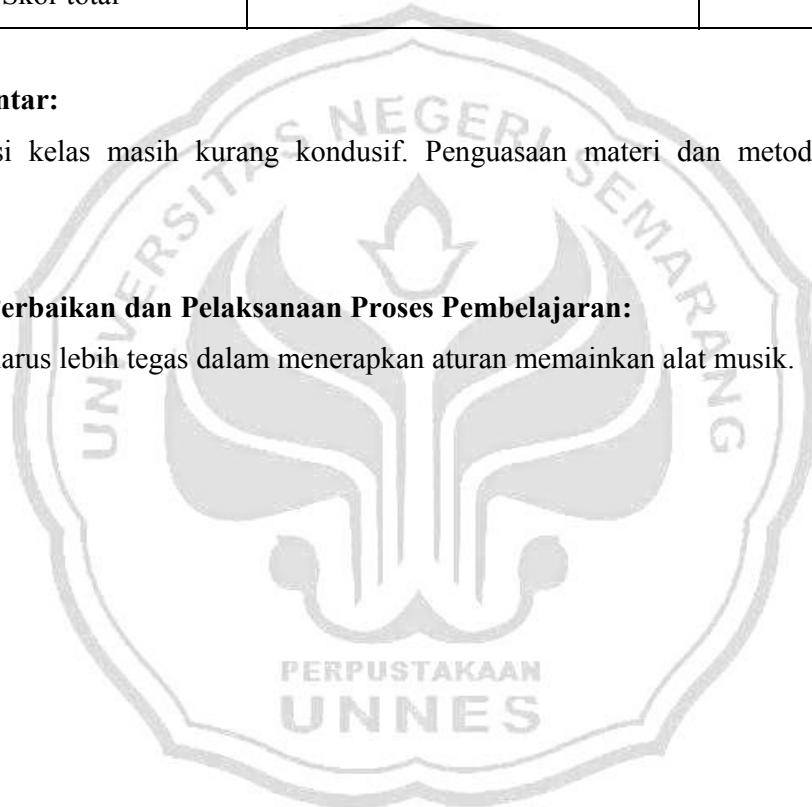 Skor total
ntar:
si kelas masih kurang kondusif. Penguasaan materi dan metod
erbaikan dan Pelaksanaan Proses Pembelajaran:
arus lebih tegas dalam menerapkan aturan memainkan alat musik.
UNIVERSITAS NEGERI SEMARANG
PERPUSTAKAAN
UNNES